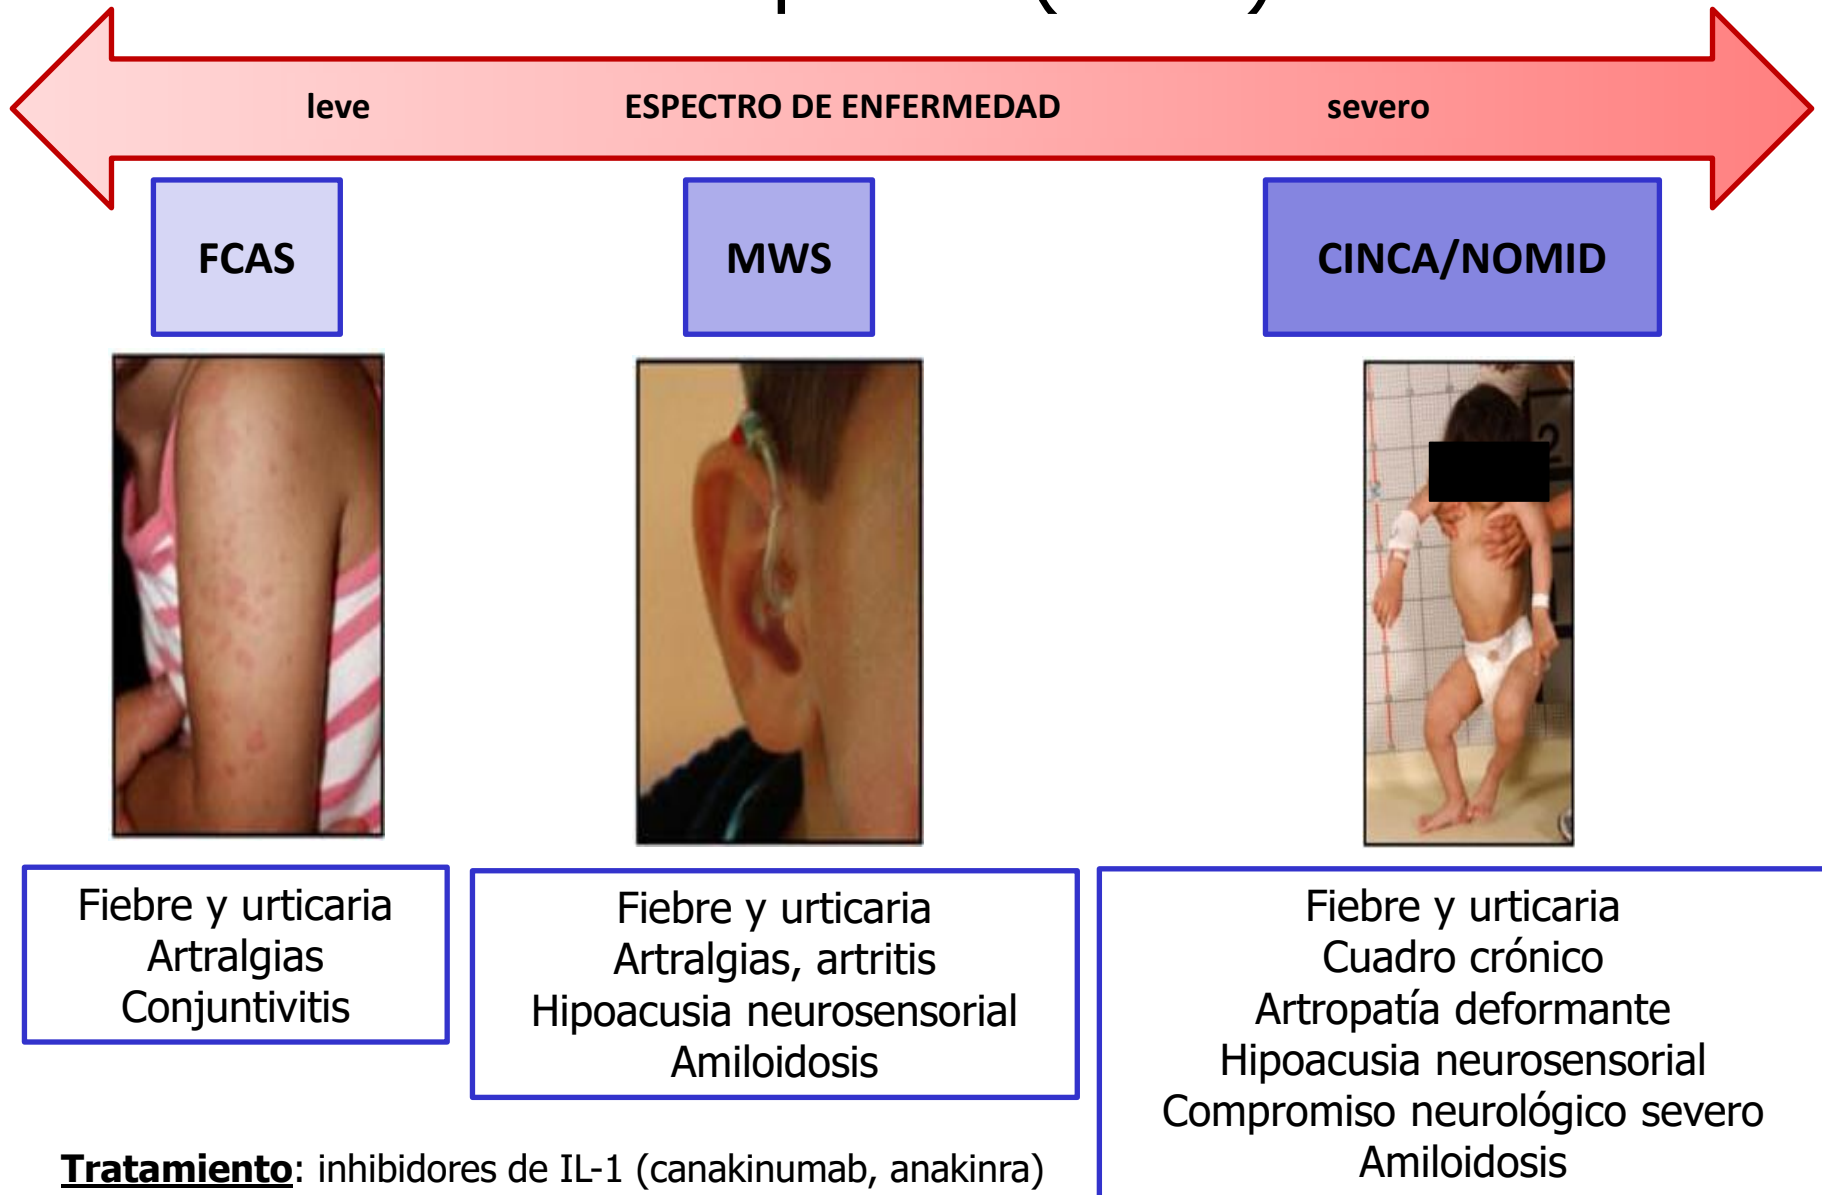 leve ESPECTRO DE ENFERMEDAD severo
FCAS
MWS
CINCA/NOMID
Fiebre y urticaria
Artralgias
Conjuntivitis
Fiebre y urticaria
Artralgias, artritis
Hipoacusia neurosensorial
Amiloidosis
Fiebre y urticaria
Cuadro crónico
Artropatía deformante
Hipoacusia neurosensorial
Compromiso neurológico severo
Amiloidosis
Tratamiento: inhibidores de IL-1 (canakinumab, anakinra)